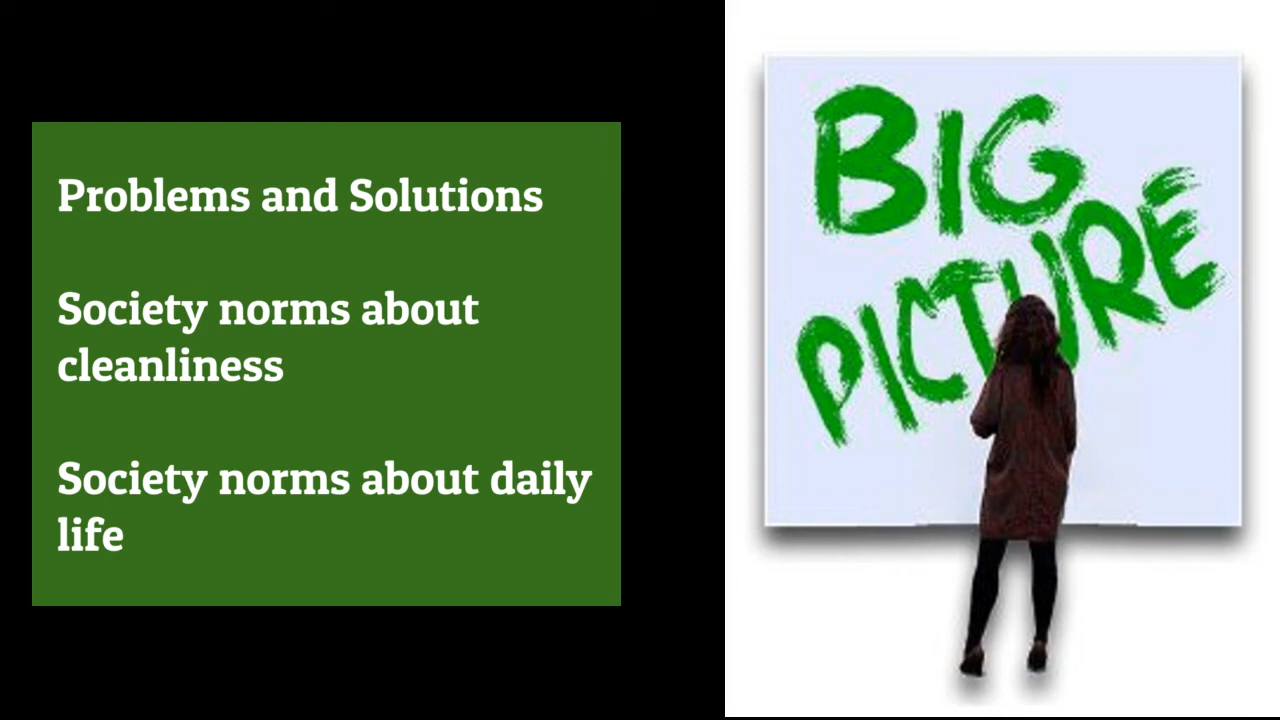 Problems and Solutions
Society norms about
cleanliness
Society norms about daily
life
BIG
PICTURE